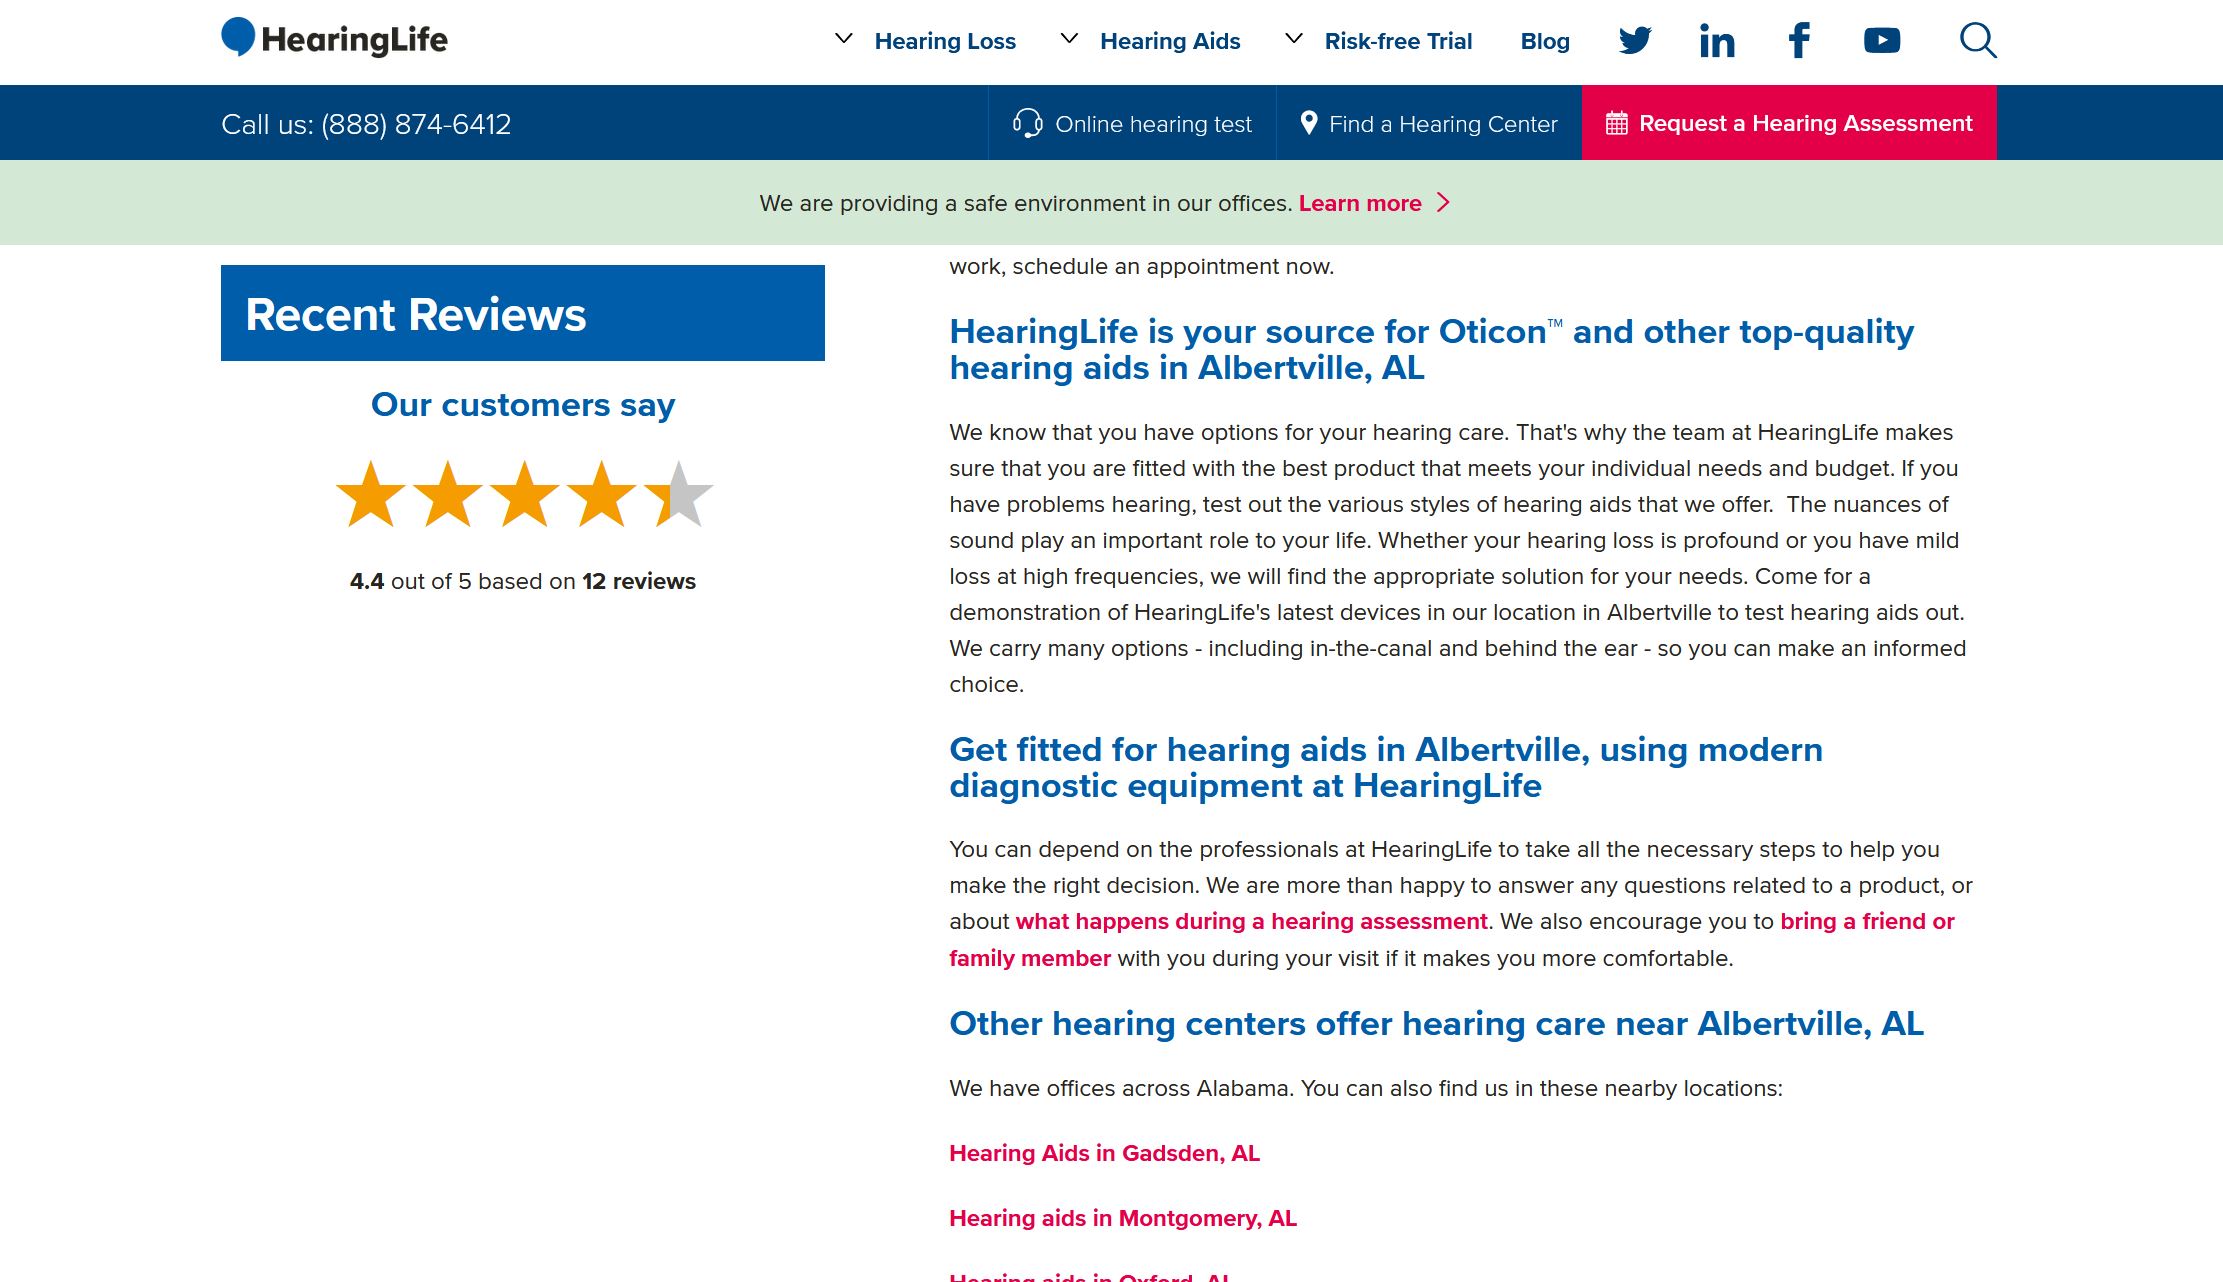 HearingLife
Hearing Loss
Hearing Aids
Risk-free Trial
Blog
Call us: (888) 874-6412
Online hearing test
Find a Hearing Center
Request a Hearing Assessment
We are providing a safe environment in our offices. Learn more
Recent Reviews
Our customers say
4.4 out of 5 based on 12 reviews
work, schedule an appointment now.
HearingLife is your source for Oticon™ and other top-quality
hearing aids in Albertville, AL
We know that you have options for your hearing care. That's why the team at HearingLife makes
sure that you are fitted with the best product that meets your individual needs and budget. If you
have problems hearing, test out the various styles of hearing aids that we offer.  The nuances of
sound play an important role to your life. Whether your hearing loss is profound or you have mild
loss at high frequencies, we will find the appropriate solution for your needs. Come for a
demonstration of HearingLife's latest devices in our location in Albertville to test hearing aids out.
We carry many options - including in-the-canal and behind the ear - so you can make an informed
choice.
Get fitted for hearing aids in Albertville, using modern
diagnostic equipment at HearingLife
You can depend on the professionals at HearingLife to take all the necessary steps to help you
make the right decision. We are more than happy to answer any questions related to a product, or
about what happens during a hearing assessment. We also encourage you to bring a friend or
family member with you during your visit if it makes you more comfortable.
Other hearing centers offer hearing care near Albertville, AL
We have offices across Alabama. You can also find us in these nearby locations:
Hearing Aids in Gadsden, AL
Hearing aids in Montgomery, AL
Hearing aids in Oxford, AL